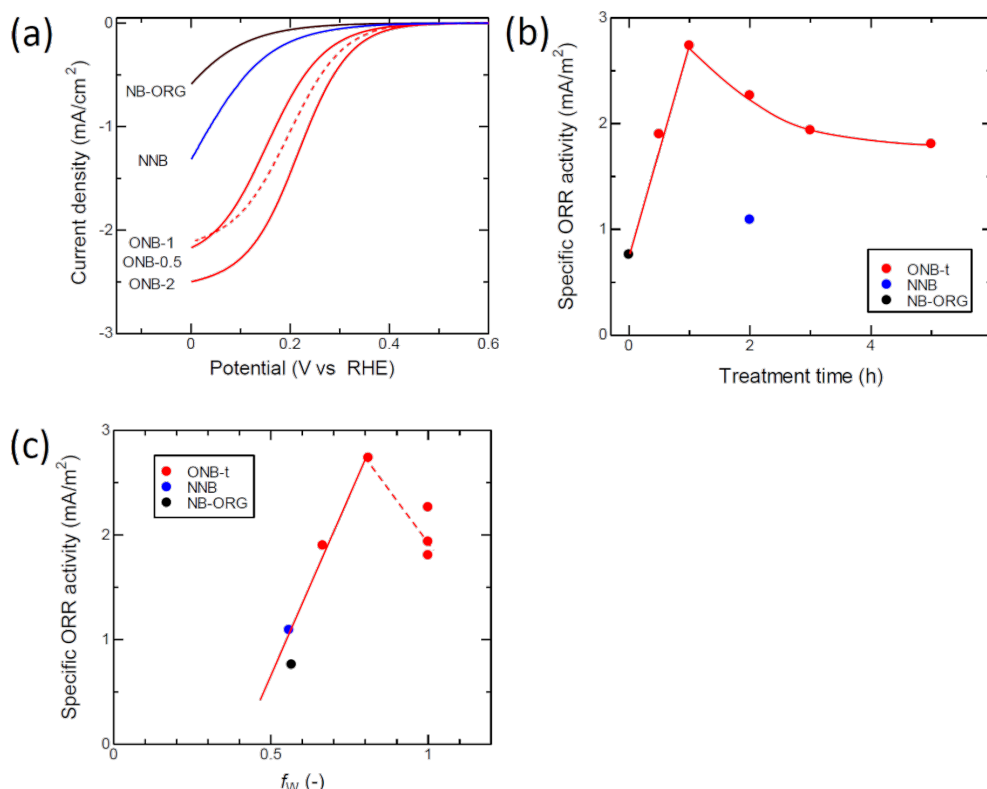 (a)
0
-1
-2
-3
Current density (mA/cm²)
NB-ORG
NNB
ONB-1
ONB-0.5
ONB-2
0
0.2
0.4
0.6
Potential (V vs RHE)
(b)
3
2
1
0
Specific ORR activity (mA/m²)
ONB-t
NNB
NB-ORG
0
2
4
Treatment time (h)
(c)
3
2
1
0
Specific ORR activity (mA/m²)
ONB-t
NNB
NB-ORG
0
0.5
1
f_W (-)